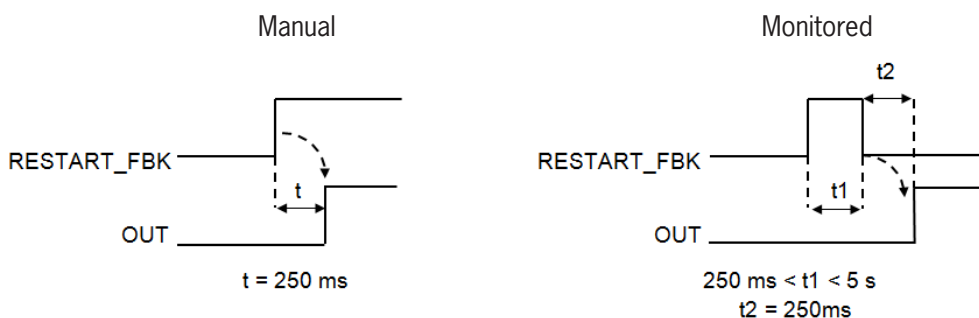 Manual
RESTART_FBK
t
OUT
t = 250 ms
Monitored
t2
RESTART_FBK
t1
OUT
250 ms < t1 < 5 s
t2 = 250ms